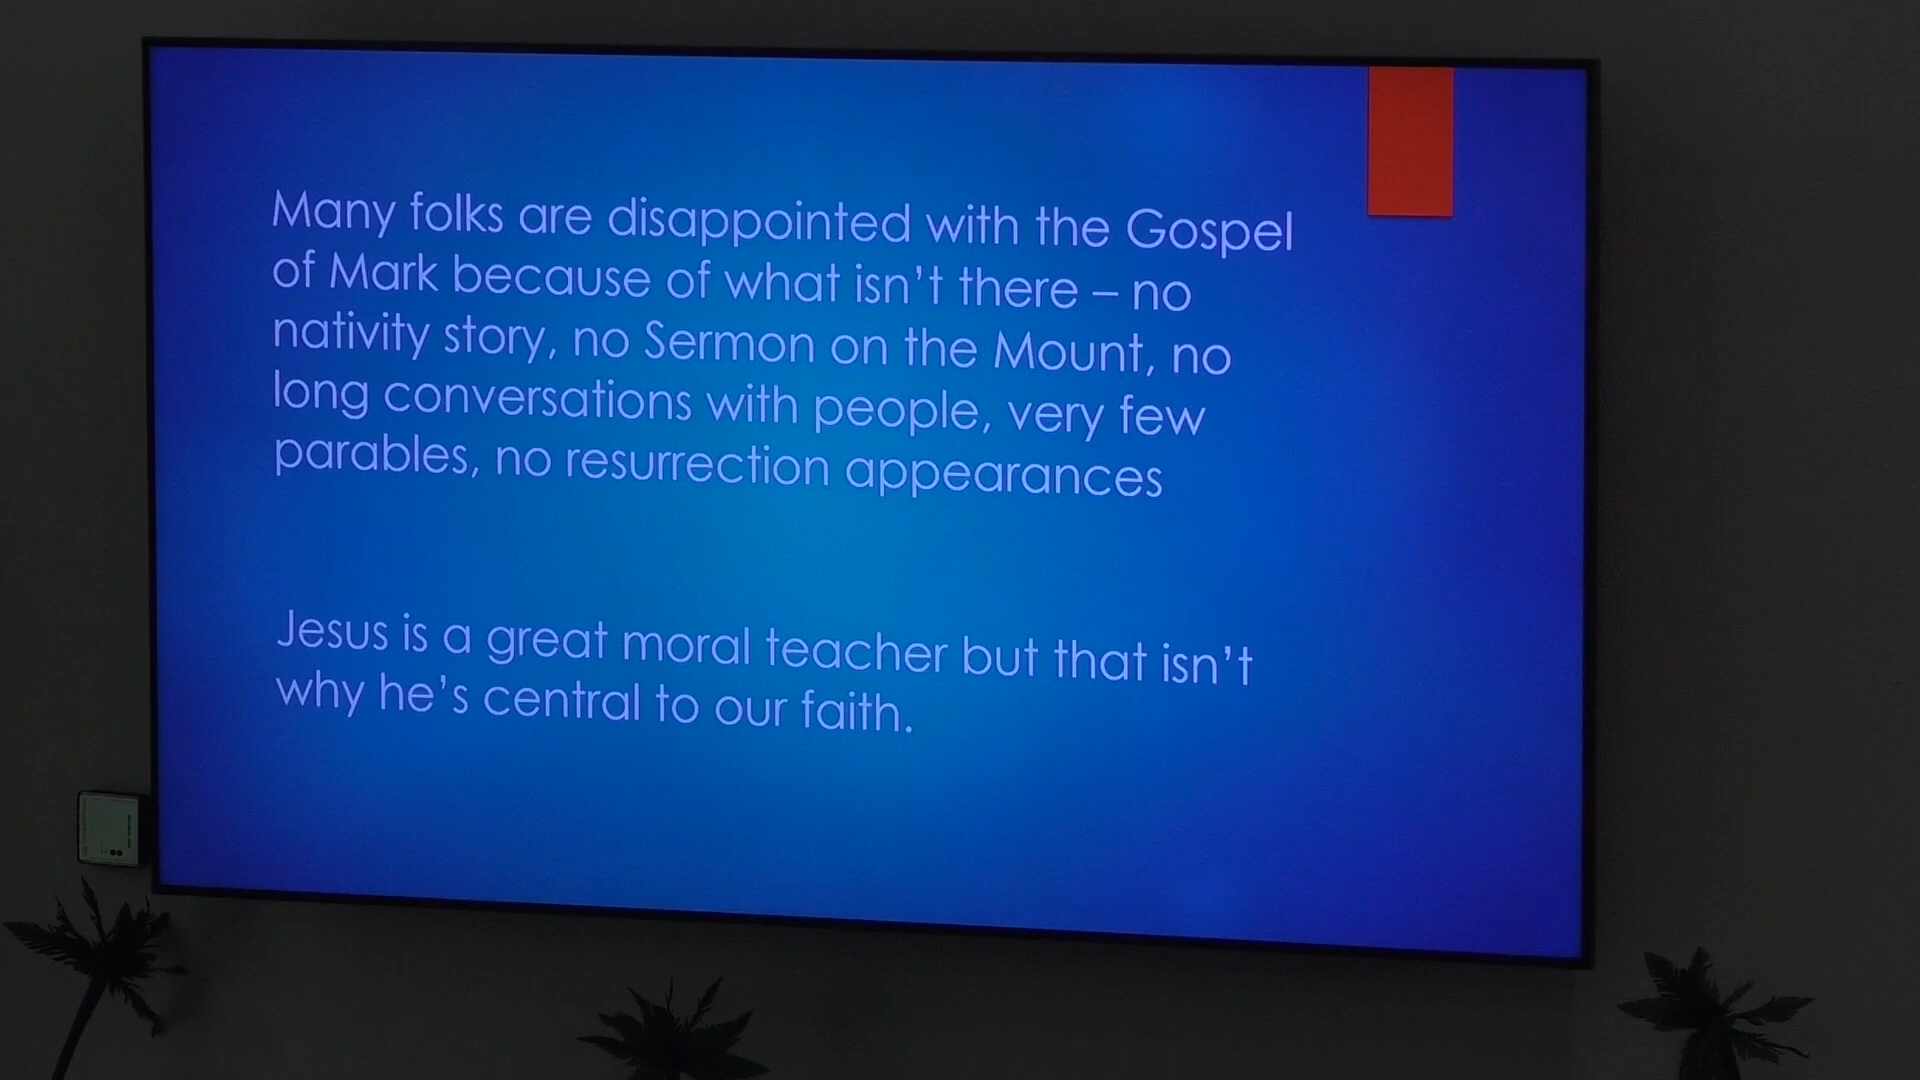 Many folks are disappointed with the Gospel
of Mark because of what isn't there – no
nativity story, no Sermon on the Mount, no
long conversations with people, very few
parables, no resurrection appearances
Jesus is a great moral teacher but that isn't
why he's central to our faith.